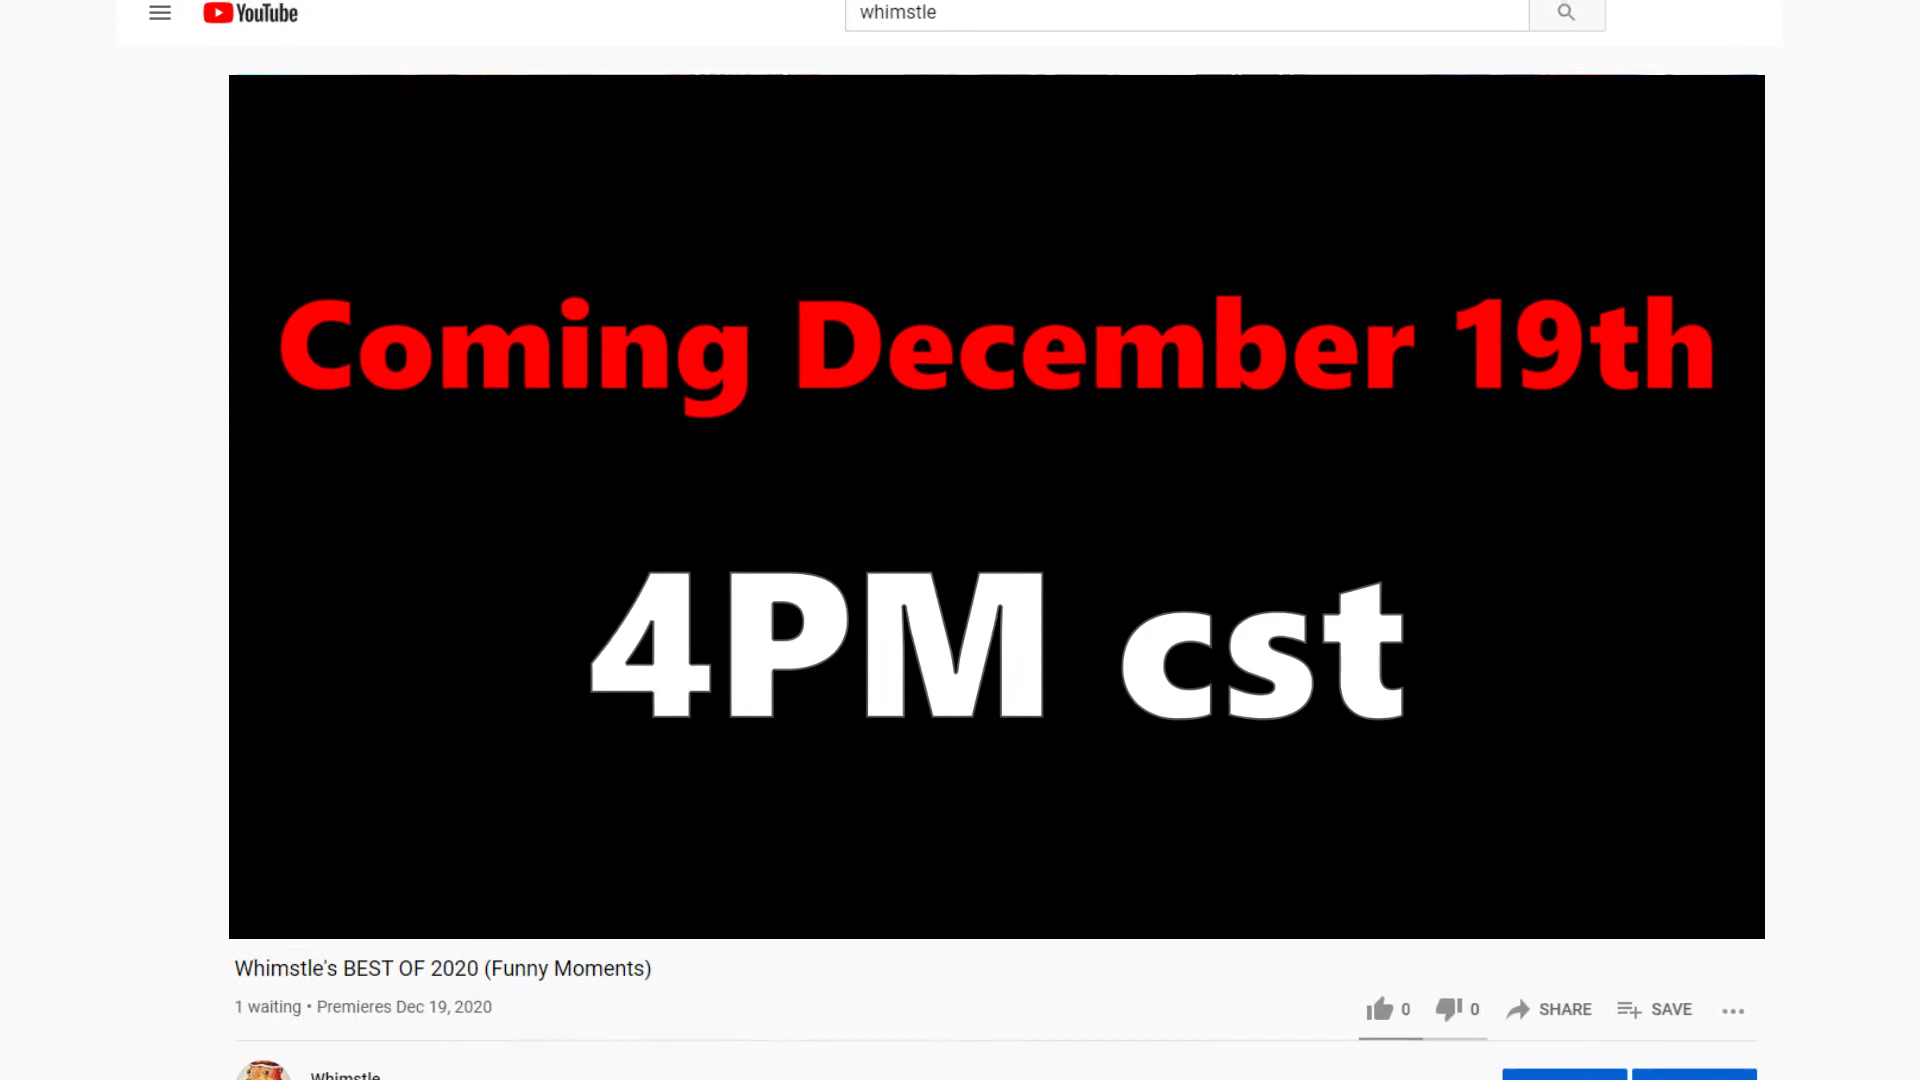 YouTube
whimstle
Coming December 19th
4PM cst
Whimstle's BEST OF 2020 (Funny Moments)
1 waiting • Premieres Dec 19, 2020
0 0 SHARE SAVE
Whimstle